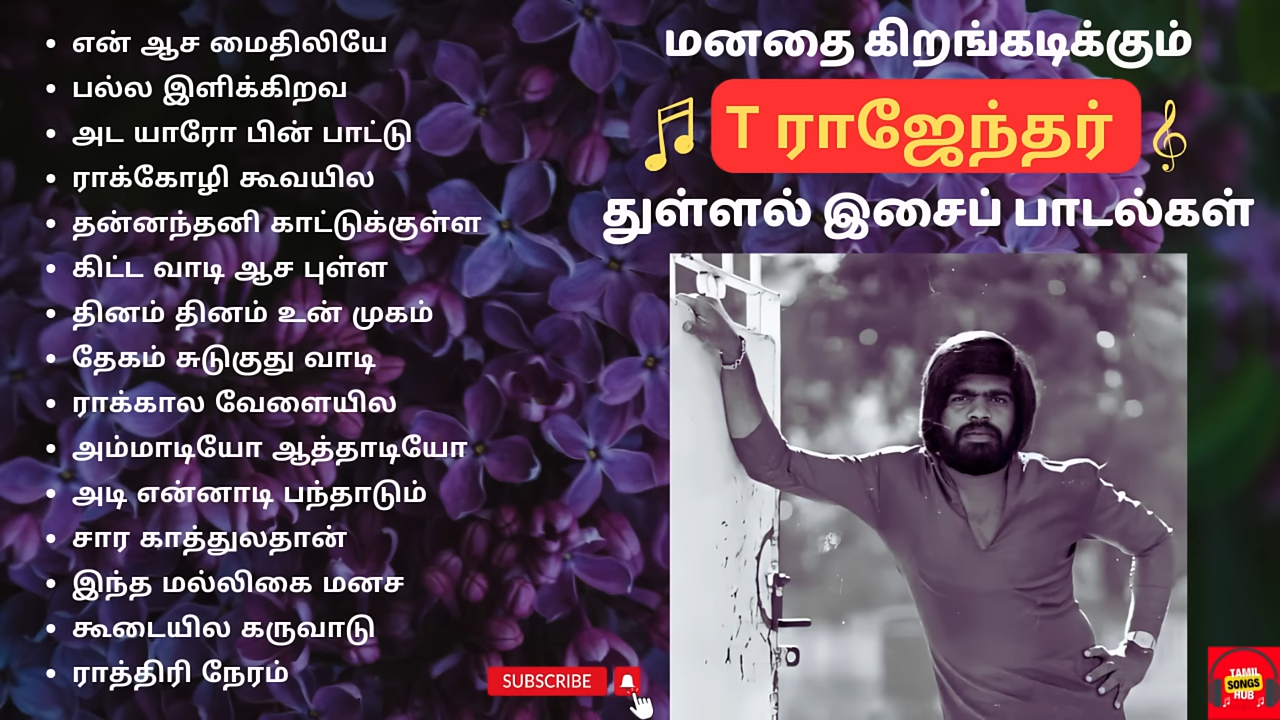 என் ஆச மைதிலியே
பல்ல இளிக்கிறவ
அட யாரோ பின் பாட்டு
ராக்கோழி கூவயில
தன்னந்தனி காட்டுக்குள்ள
கிட்ட வாடி ஆச புள்ள
தினம் தினம் உன் முகம்
தேகம் சுடுகுது வாடி
ராக்கால வேளையில
அம்மாடியோ ஆத்தாடியோ
அடி என்னாடி பந்தாடும்
சார காத்துலதான்
இந்த மல்லிகை மனச
கூடையில கருவாடு
ராத்திரி நேரம்
மனதை கிறங்கடிக்கும்
T ராஜேந்தர்
துள்ளல் இசைப் பாடல்கள்
SUBSCRIBE
TAMIL
SONGS
HUB